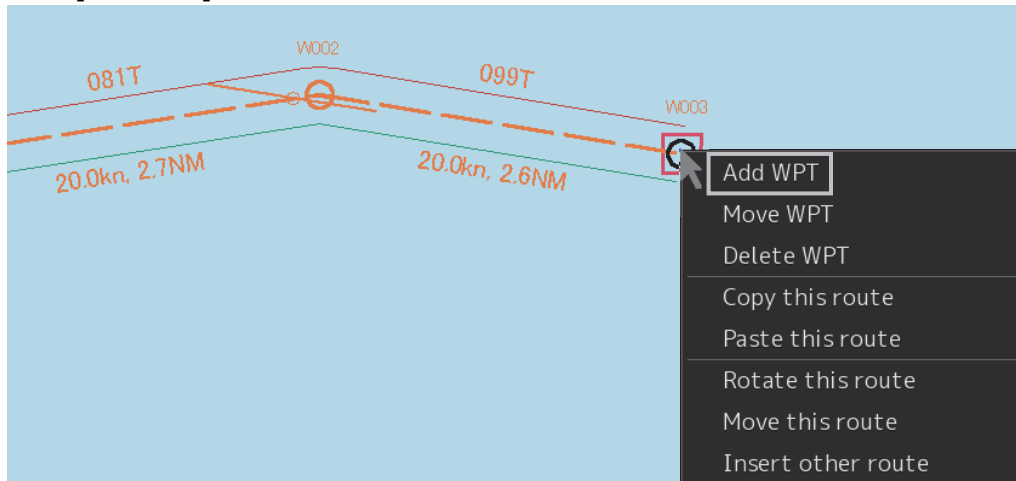 W002
081T
099T
W003
20.0kn, 2.7NM
20.0kn, 2.6NM
Add WPT
Move WPT
Delete WPT
Copy this route
Paste this route
Rotate this route
Move this route
Insert other route